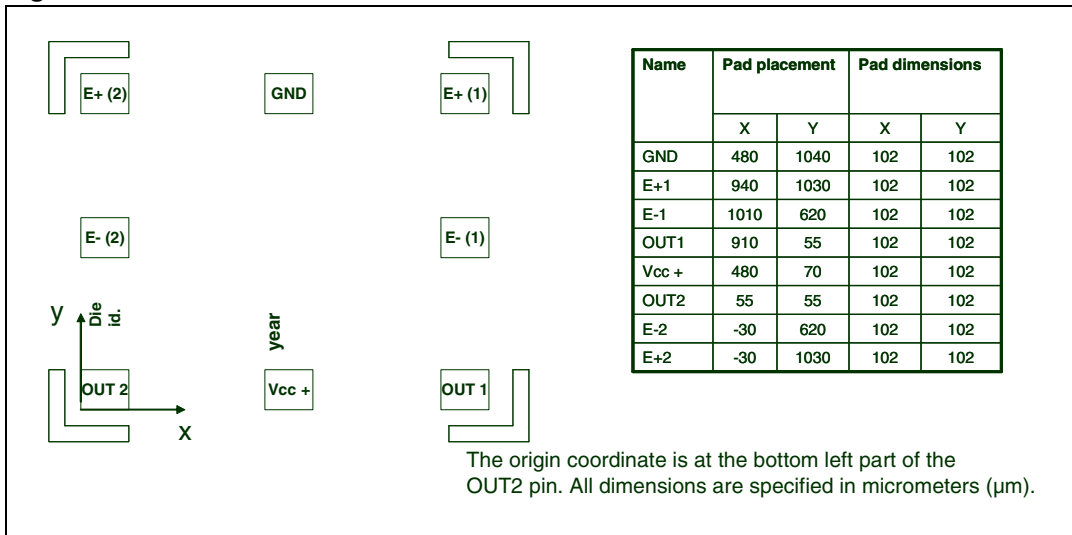 E+ (2) GND E+ (1)
E- (2) E- (1)
y
Die
id.
year
OUT 2 Vcc + OUT 1
x
Name Pad placement Pad dimensions
X Y X Y
GND 480 1040 102 102
E+1 940 1030 102 102
E-1 1010 620 102 102
OUT1 910 55 102 102
Vcc + 480 70 102 102
OUT2 55 55 102 102
E-2 -30 620 102 102
E+2 -30 1030 102 102
The origin coordinate is at the bottom left part of the
OUT2 pin. All dimensions are specified in micrometers (µm).